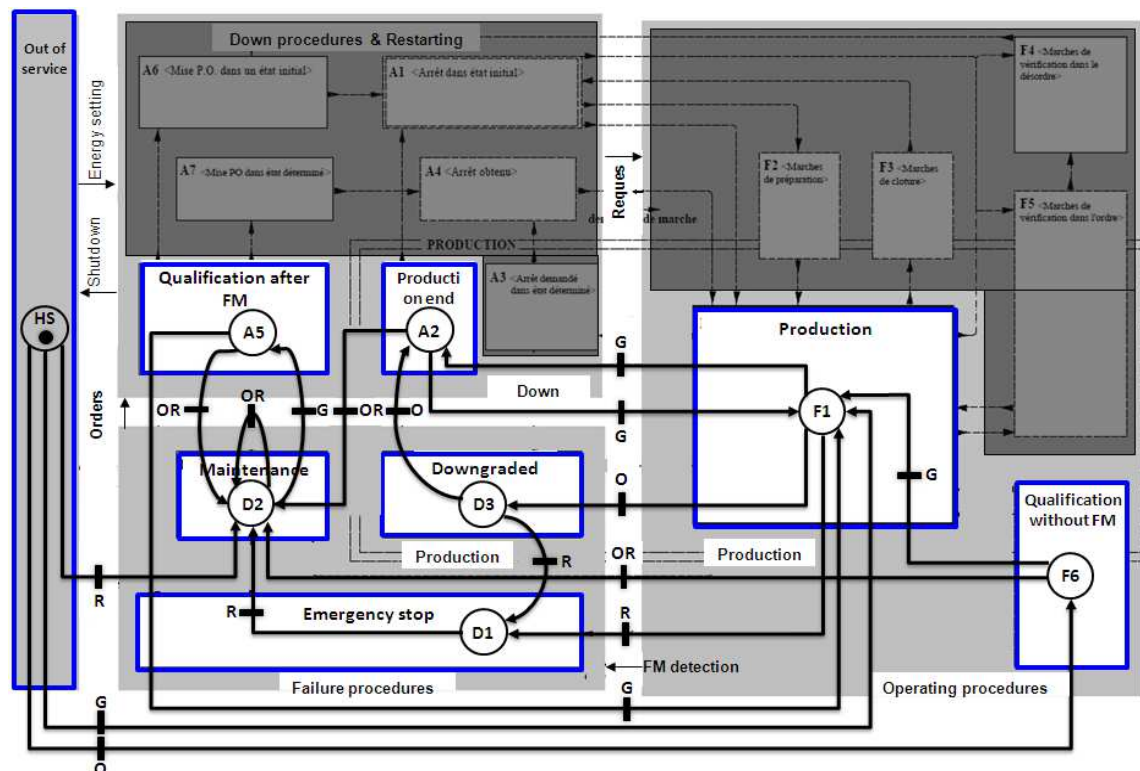 Out of
service
Energy setting
Shutdown
HS
Orders
Down procedures & Restarting
A6 <Mise P.O. dans un état initial>
A1 <Arrêt dans état initial>
A7 <Mise PO dans état déterminé>
A4 <Arrêt obtenu>
PRODUCTION
A3 <Arrêt demandé
dans état déterminé>
Reques
de marche
F4 <Marches de
vérification dans le
désordre>
F2 <Marches
de préparation>
F3 <Marches
de cloture>
F5 <Marches de
vérification dans l'ordre>
Qualification after
FM
A5
Producti
on end
A2
Production
F1
G
Down
G
OR
OR
G
OR
O
Maintenance
D2
Downgraded
D3
O
G
Qualification
without FM
F6
Production
OR
Production
R
R
R
Emergency stop
D1
R
FM detection
Failure procedures
G
Operating procedures
G
O